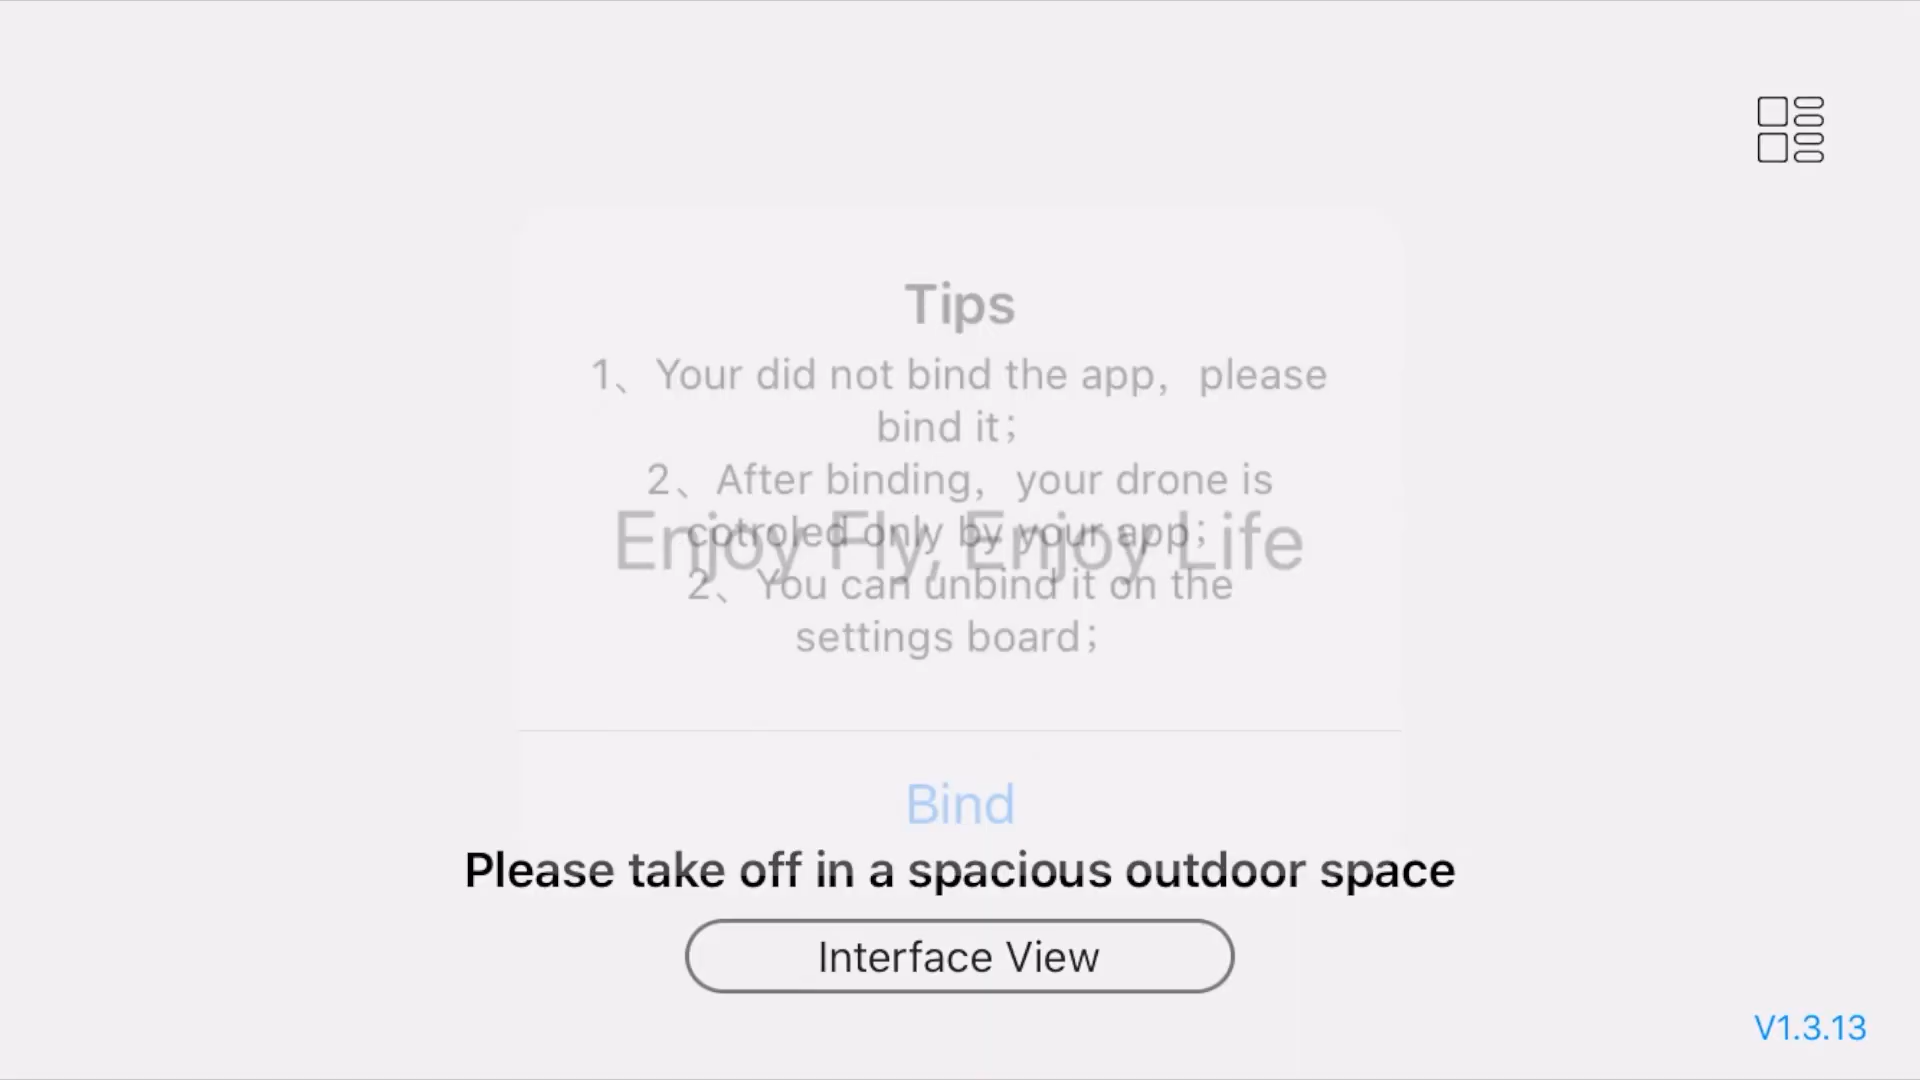 Tips
1、Your did not bind the app，please
bind it；
2、After binding，your drone is
cotroled only by your app；
Enjoy Fly, Enjoy Life
2、You can unbind it on the
settings board；
Bind
Please take off in a spacious outdoor space
Interface View
V1.3.13